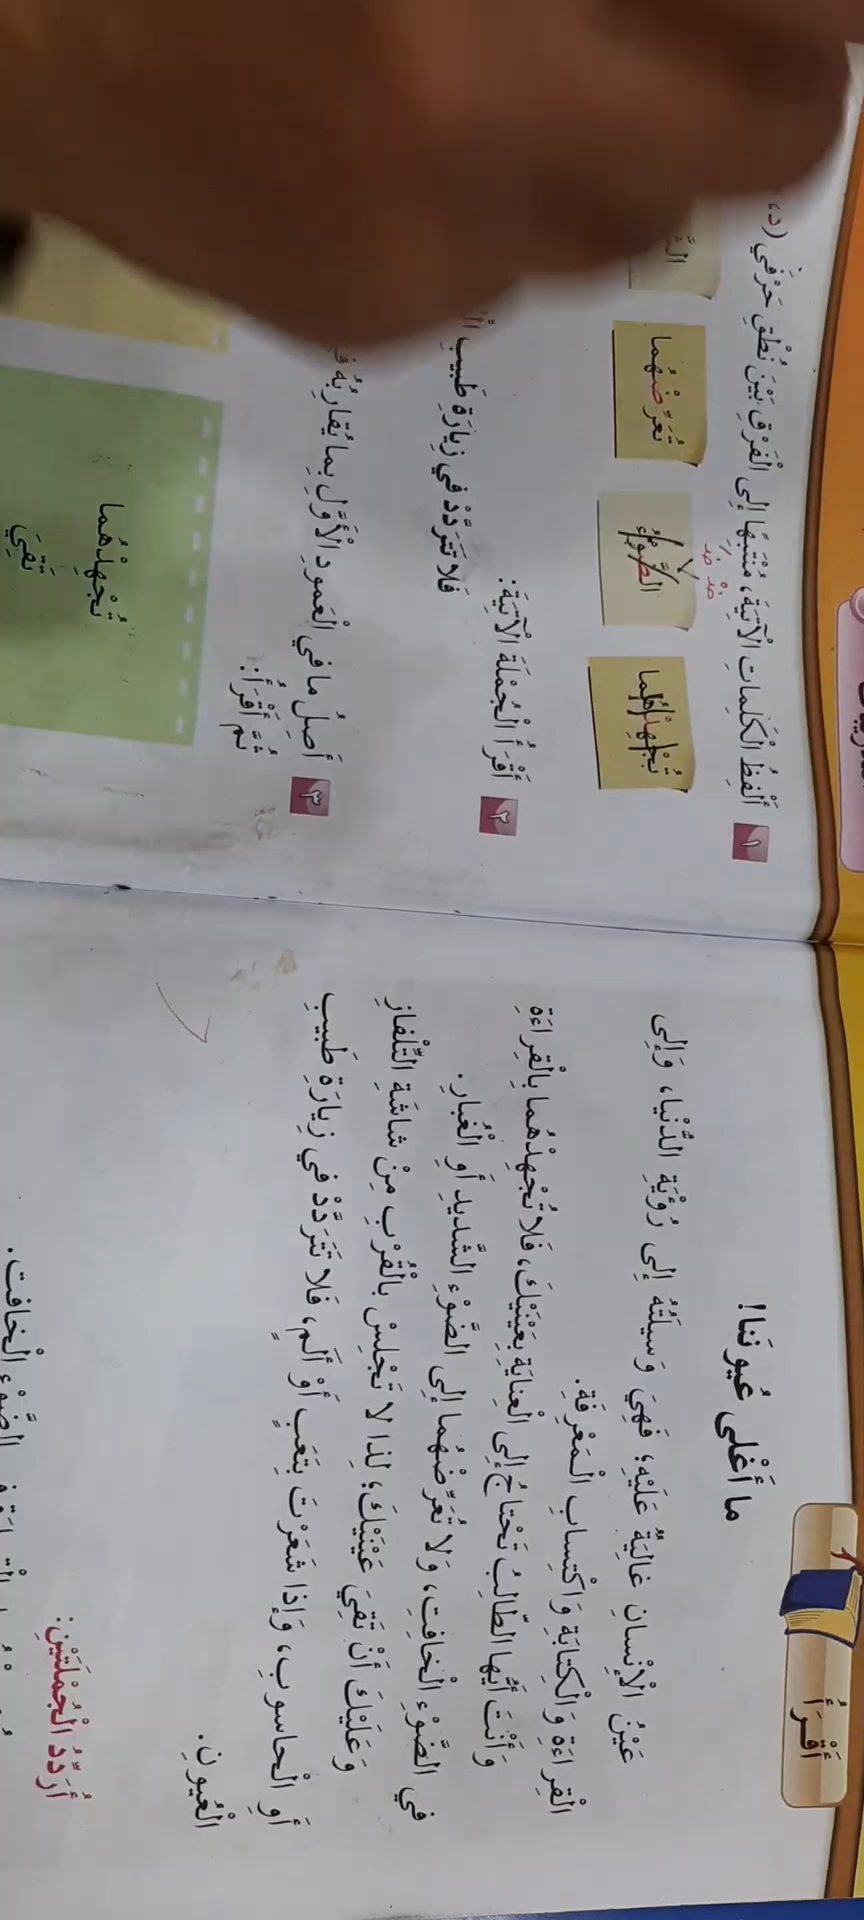 أَقْرَأُ
ما أَغْلى عُيونَنا!
عَيْنُ الْإِنْسانِ غالِيَةٌ عَلَيْهِ؛ فَهِيَ وَسيلَتُهُ إِلى رُؤْيَةِ الدُّنْيا، وَإِلى
الْقِراءَةِ وَالْكِتابَةِ وَاكْتِسابِ الْمَعْرِفَةِ.
وَأَنْتَ أَيُّها الطّالِبُ تَحْتاجُ إِلى الْعِنايَةِ بِعَيْنَيْكَ، فَلا تُجْهِدْهُما بِالْقِراءَةِ
في الضَّوْءِ الْخافِتِ، وَلا تُعَرِّضْهُما إِلى الضَّوْءِ الشَّديدِ أَوِ الْغُبارِ.
وَعَلَيْكَ أَنْ تَقِيَ عَيْنَيْكَ؛ لِذا لا تَجْلِسْ بِالْقُرْبِ مِنْ شاشَةِ التِّلْفازِ
أَوِ الْحاسوبِ، وَإِذا شَعَرْتَ بِتَعَبٍ أَوْ أَلَمٍ، فَلا تَتَرَدَّدْ في زِيارَةِ طَبيبِ
الْعُيونِ.
أُرَدِّدُ الْجُمْلَتَيْنِ:
الضَّوْءِ الْخافِتِ.
١ أَلْفِظُ الْكَلِماتِ الْآتِيَةَ، مُنْتَبِهًا إِلى الْفَرْقِ بَيْنَ نُطْقِ حَرْفَيِ (د،
ضْ ضِ
تُجْهِدْهُما الضَّوْءُ تُعَرِّضْهُما
٢ أَقْرَأُ الْجُمْلَةَ الْآتِيَةَ:
فَلا تَتَرَدَّدْ في زِيارَةِ طَبيبِ
٣ أَصِلُ ما في الْعَمودِ الْأَوَّلِ بِما يُقارِبُهُ
ثُمَّ أَقْرَأُ:
تُجْهِدْهُما
تَقِيَ